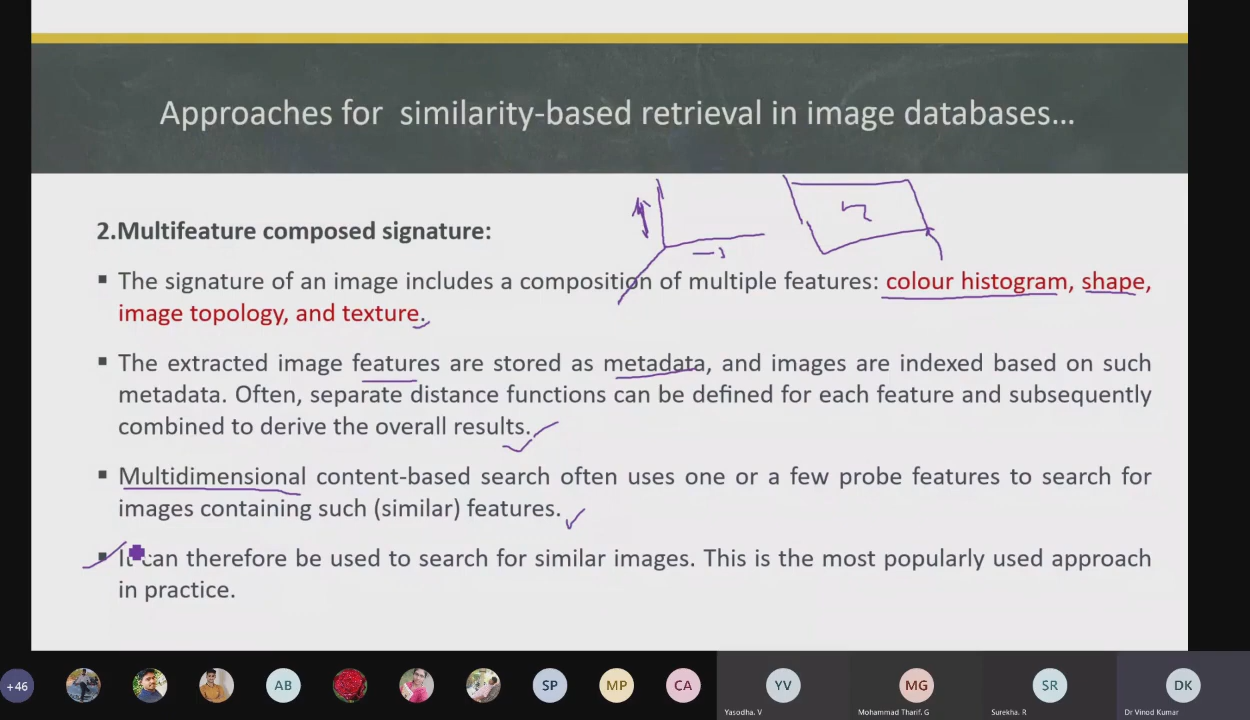 Approaches for similarity-based retrieval in image databases…
2.Multifeature composed signature:
▪ The signature of an image includes a composition of multiple features: colour histogram, shape,
image topology, and texture.
▪ The extracted image features are stored as metadata, and images are indexed based on such
metadata. Often, separate distance functions can be defined for each feature and subsequently
combined to derive the overall results.
▪ Multidimensional content-based search often uses one or a few probe features to search for
images containing such (similar) features.
▪ It can therefore be used to search for similar images. This is the most popularly used approach
in practice.
+46
AB
SP
MP
CA
YV
MG
SR
DK
Yasodha. V
Mohammad Tharif. G
Surekha. R
Dr Vinod Kumar